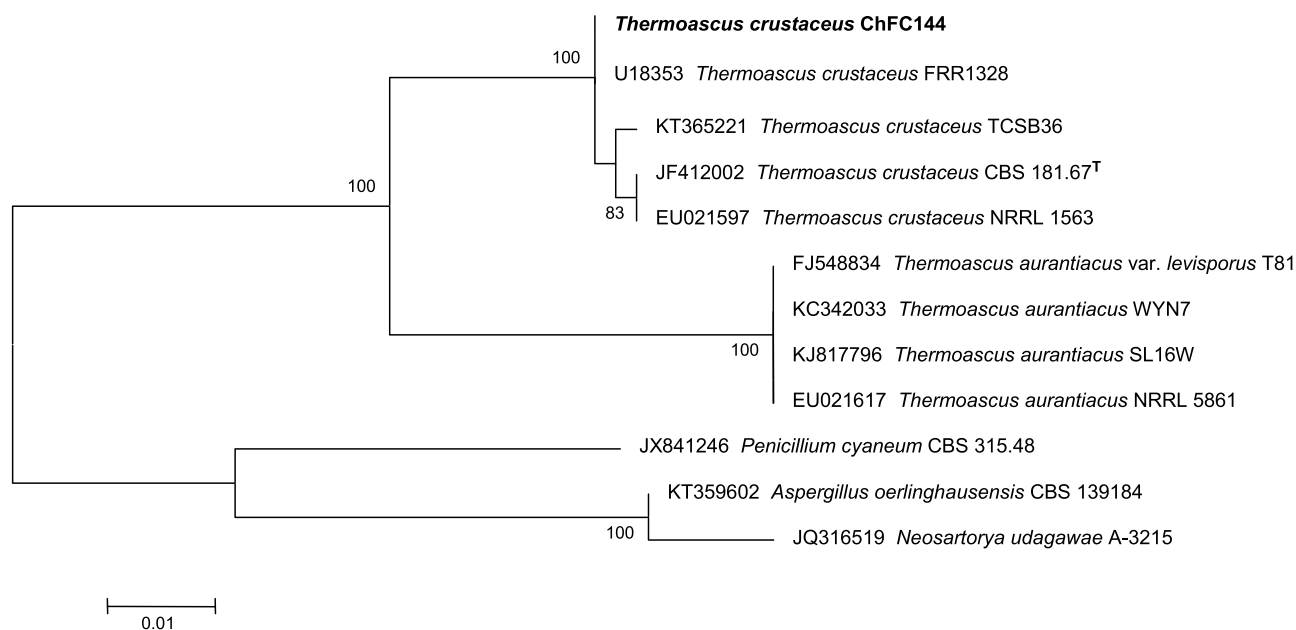 Thermoascus crustaceus ChFC144
100
U18353 Thermoascus crustaceus FRR1328
KT365221 Thermoascus crustaceus TCSB36
JF412002 Thermoascus crustaceus CBS 181.67T
100
83
EU021597 Thermoascus crustaceus NRRL 1563
FJ548834 Thermoascus aurantiacus var. levisporus T81
KC342033 Thermoascus aurantiacus WYN7
100
KJ817796 Thermoascus aurantiacus SL16W
EU021617 Thermoascus aurantiacus NRRL 5861
JX841246 Penicillium cyaneum CBS 315.48
KT359602 Aspergillus oerlinghausensis CBS 139184
100
JQ316519 Neosartorya udagawae A-3215
0.01